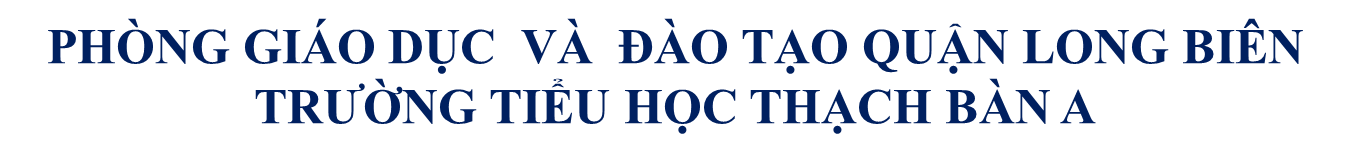 PHÒNG GIÁO DỤC VÀ ĐÀO TẠO QUẬN LONG BIÊN
TRƯỜNG TIỂU HỌC THẠCH BÀN A